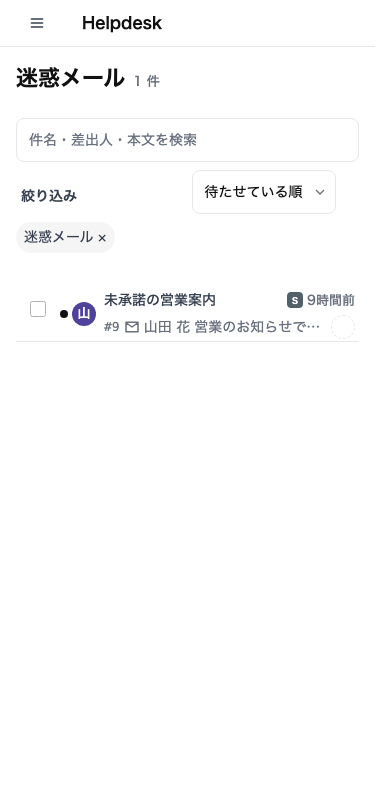 Helpdesk
迷惑メール 1 件
件名・差出人・本文を検索
絞り込み
待たせている順
迷惑メール ×
山
未承諾の営業案内 S 9時間前
#9 山田 花 営業のお知らせで…